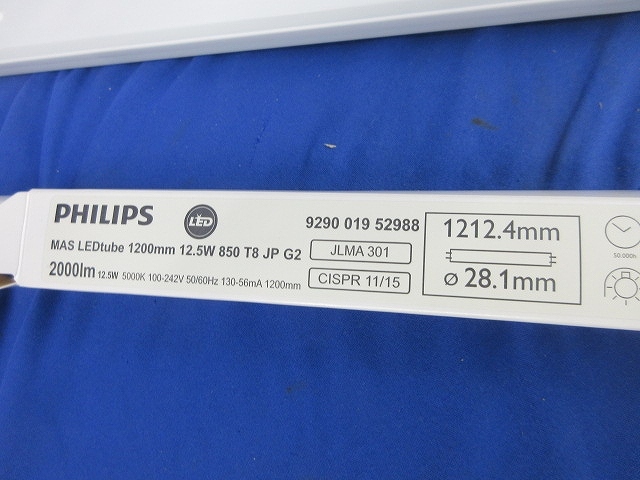 PHILIPS
LED
9290 019 52988
MAS LEDtube 1200mm 12.5W 850 T8 JP G2
JLMA 301
2000lm 12.5W 5000K 100-242V 50/60Hz 130-56mA 1200mm
CISPR 11/15
1212.4mm
⌀ 28.1mm
50.000h